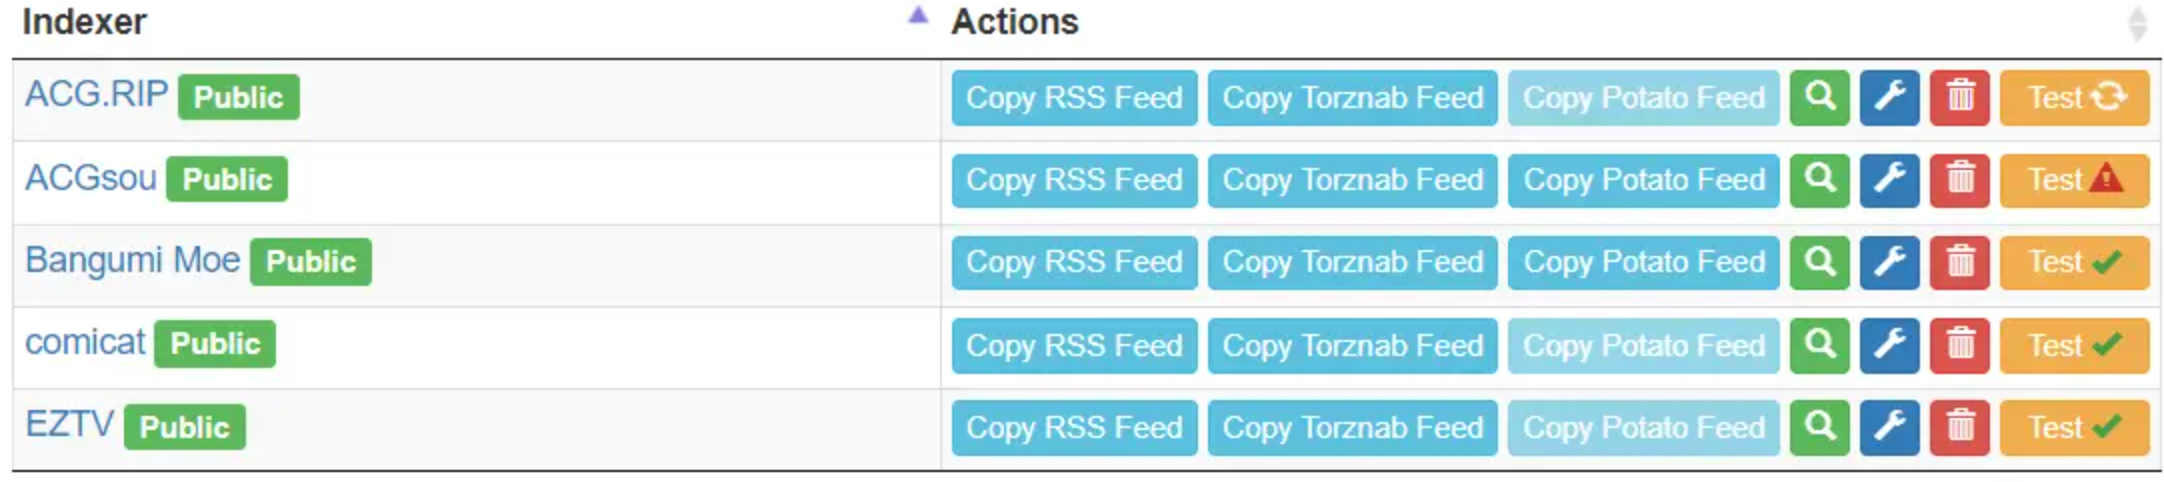 Indexer Actions
ACG.RIP Public Copy RSS Feed Copy Torznab Feed Copy Potato Feed Test
ACGsou Public Copy RSS Feed Copy Torznab Feed Copy Potato Feed Test
Bangumi Moe Public Copy RSS Feed Copy Torznab Feed Copy Potato Feed Test
comicat Public Copy RSS Feed Copy Torznab Feed Copy Potato Feed Test
EZTV Public Copy RSS Feed Copy Torznab Feed Copy Potato Feed Test